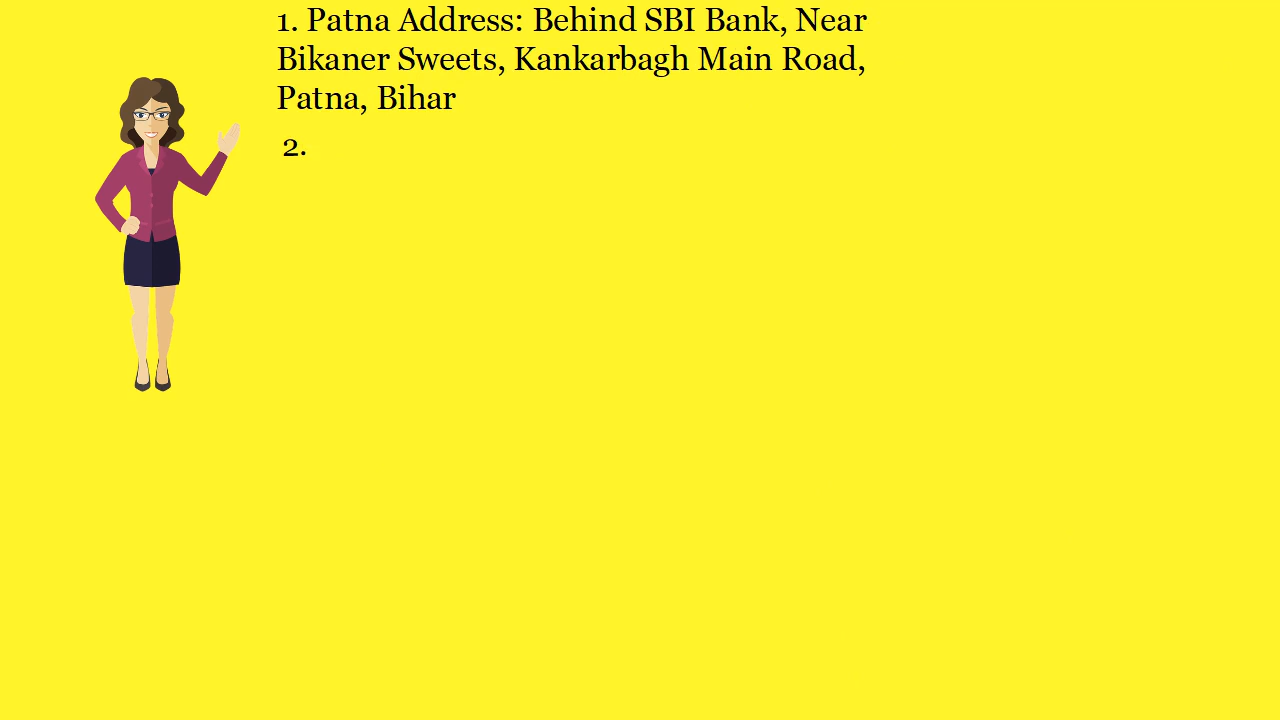 1. Patna Address: Behind SBI Bank, Near
Bikaner Sweets, Kankarbagh Main Road,
Patna, Bihar
2.